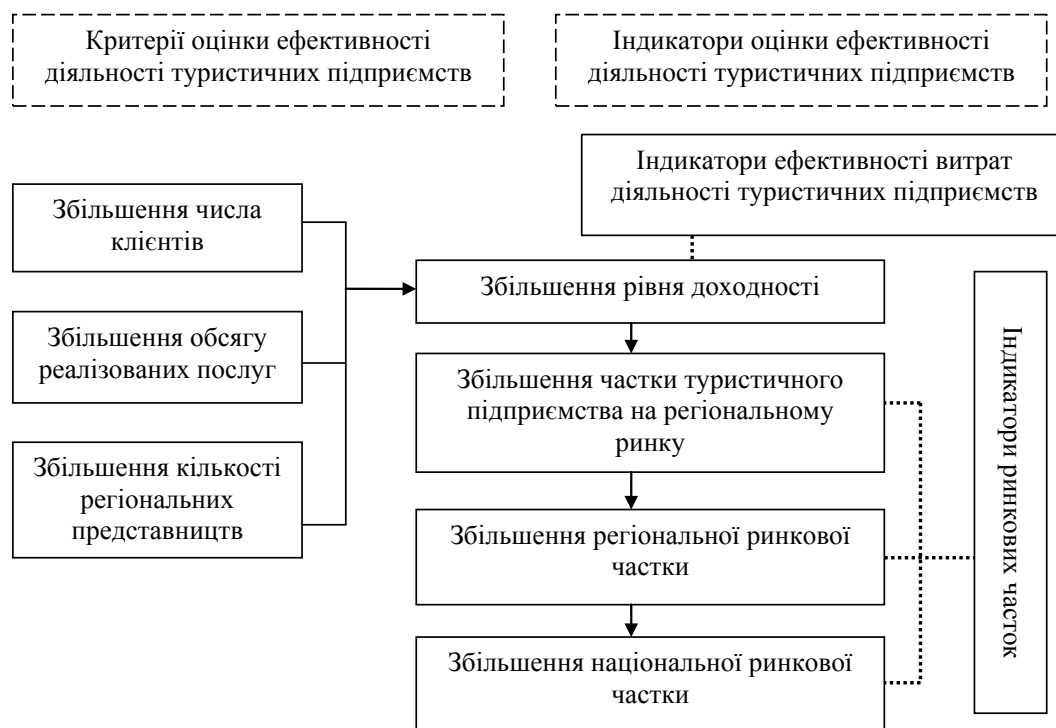 Критерії оцінки ефективності
діяльності туристичних підприємств
Індикатори оцінки ефективності
діяльності туристичних підприємств
Індикатори ефективності витрат
діяльності туристичних підприємств
Збільшення числа
клієнтів
Збільшення обсягу
реалізованих послуг
Збільшення кількості
регіональних
представництв
Збільшення рівня доходності
Збільшення частки туристичного
підприємства на регіональному
ринку
Збільшення регіональної ринкової
частки
Збільшення національної ринкової
частки
Індикатори ринкових часток